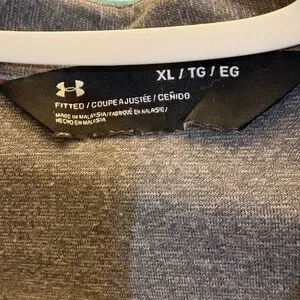 XL / TG / EG
FITTED / COUPE AJUSTÉE / CEÑIDO
MADE IN MALAYSIA/FABRIQUÉ EN MALAISIE/
HECHO EN MALASIA